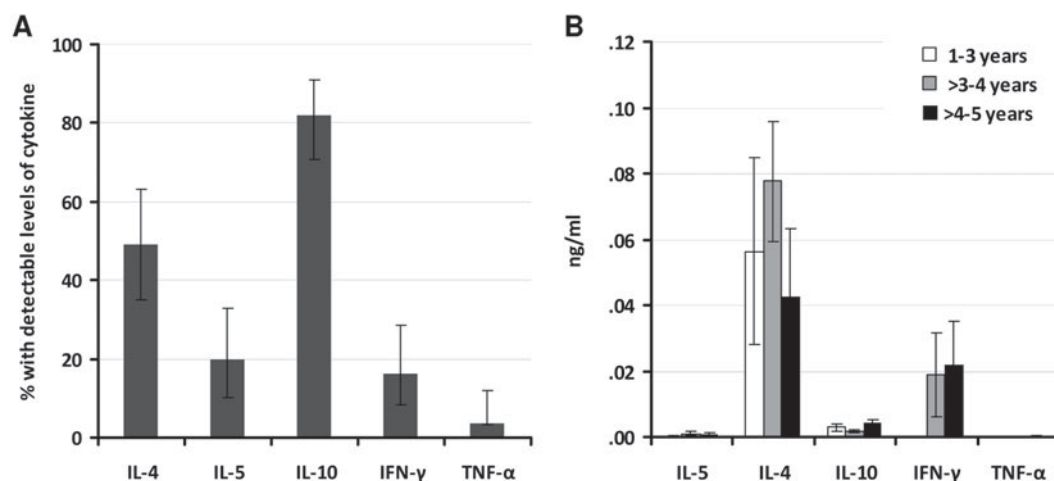 A
% with detectable levels of cytokine
100
80
60
40
20
0
IL-4 IL-5 IL-10 IFN-γ TNF-α
B
ng/ml
.12
.10
.08
.06
.04
.02
.00
1-3 years
>3-4 years
>4-5 years
IL-5 IL-4 IL-10 IFN-γ TNF-α